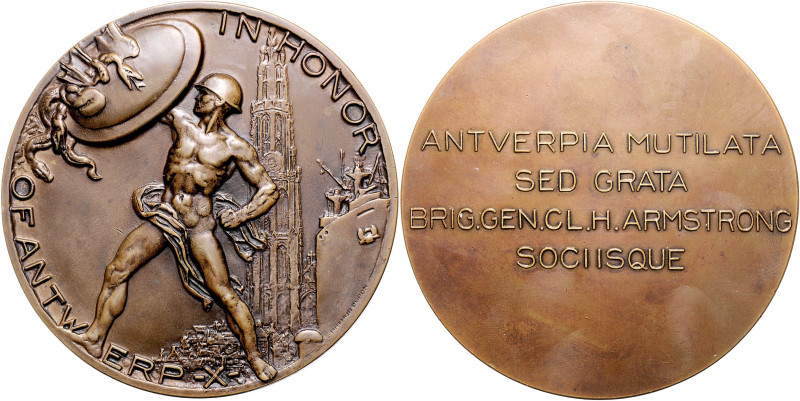 IN HONOR
OF ANTWERP -X-
ANTVERPIA MUTILATA
SED GRATA
BRIG.GEN.CL.H.ARMSTRONG
SOCIISQUE